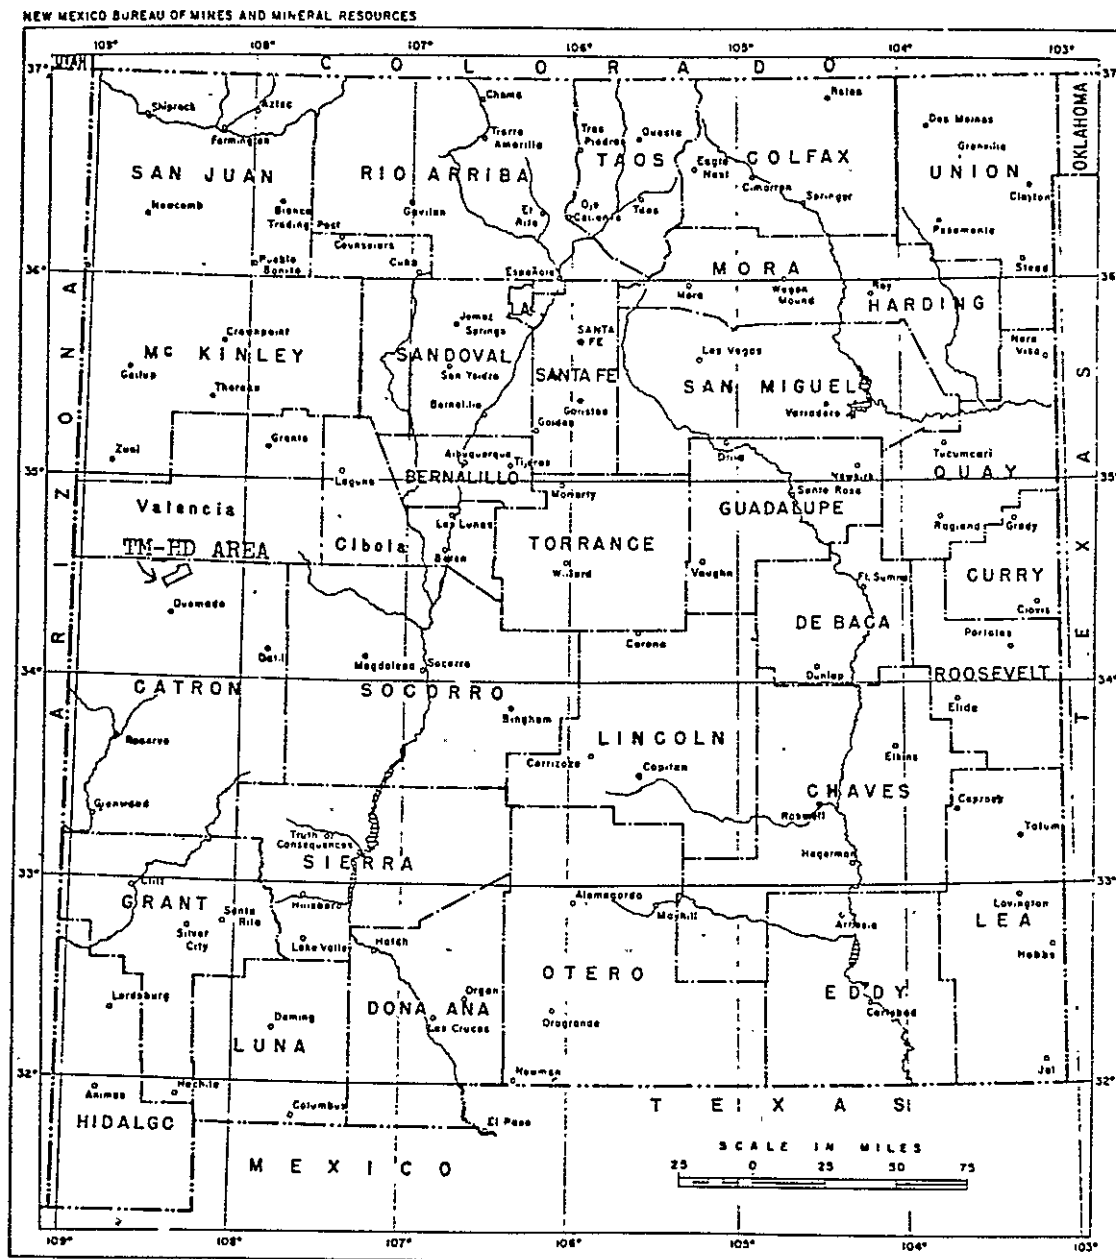 NEW MEXICO BUREAU OF MINES AND MINERAL RESOURCES
109° 108° 107° 106° 105° 104° 103°
UTAH
C O L O R A D O
37° 37°
OKLAHOMA
Shiprock
Aztec
Farmington
Chama
Tierra
Amarilla
Tres
Piedras
Questa
Raton
Des Moines
Grenville
SAN JUAN
RIO ARRIBA
TAOS
Eagle
Nest
COLFAX
Cimarron
Springer
UNION
Clayton
Newcomb
Bisnco
Trading Post
Gavilan
El
Rito
Ojo
Caliente
Taos
Pasamonte
Counselors
Pueblo
Bonito
Cuba
Española
MORA
Mora
Wagon
Mound
Roy
HARDING
Stead
36° 36°
A R I Z O N A
T E X A S
Crownpoint
Mc KINLEY
Gallup
Thoreau
Jemez
Springs
LA
SANDOVAL
San Ysidro
Bernalillo
SANTA
FE
SANTA FE
Galisteo
Golden
Las Vegas
SAN MIGUEL
Variadero
Nara
Visa
Zuni
Grants
Laguna
Albuquerque
Tijeras
BERNALILLO
Moriarty
Dilia
Newkirk
Santa Rosa
Tucumcari
QUAY
35° 35°
Valencia
Cibola
Los Lunas
Belen
TORRANCE
Willard
GUADALUPE
Vaughn
Ragland
Grady
TM-HD AREA
Quemado
Ft. Sumner
CURRY
Clovis
Datil
Magdalena
Socorro
Corona
DE BACA
Portales
Dunlap
ROOSEVELT
34° 34°
CATRON
SOCORRO
Bingham
Elida
Reserve
Carrizozo
LINCOLN
Capitan
Elkins
Glenwood
Roswell
CHAVES
Caprock
Tatum
Truth or
Consequences
SIERRA
Hagerman
33° 33°
Cliff
GRANT
Santa
Rita
Silver
City
Hillsboro
Lake Valley
Hatch
Alamogordo
Mayhill
Artesia
Lovington
LEA
Hobbs
Lordsburg
Deming
LUNA
DONA ANA
Organ
Las Cruces
OTERO
Orogrande
EDDY
Carlsbad
Jal
32° 32°
Animas
Hachita
HIDALGO
Columbus
Newman
El Paso
T E X A S
M E X I C O
SCALE IN MILES
25 0 25 50 75
109° 108° 107° 106° 105° 104° 103°